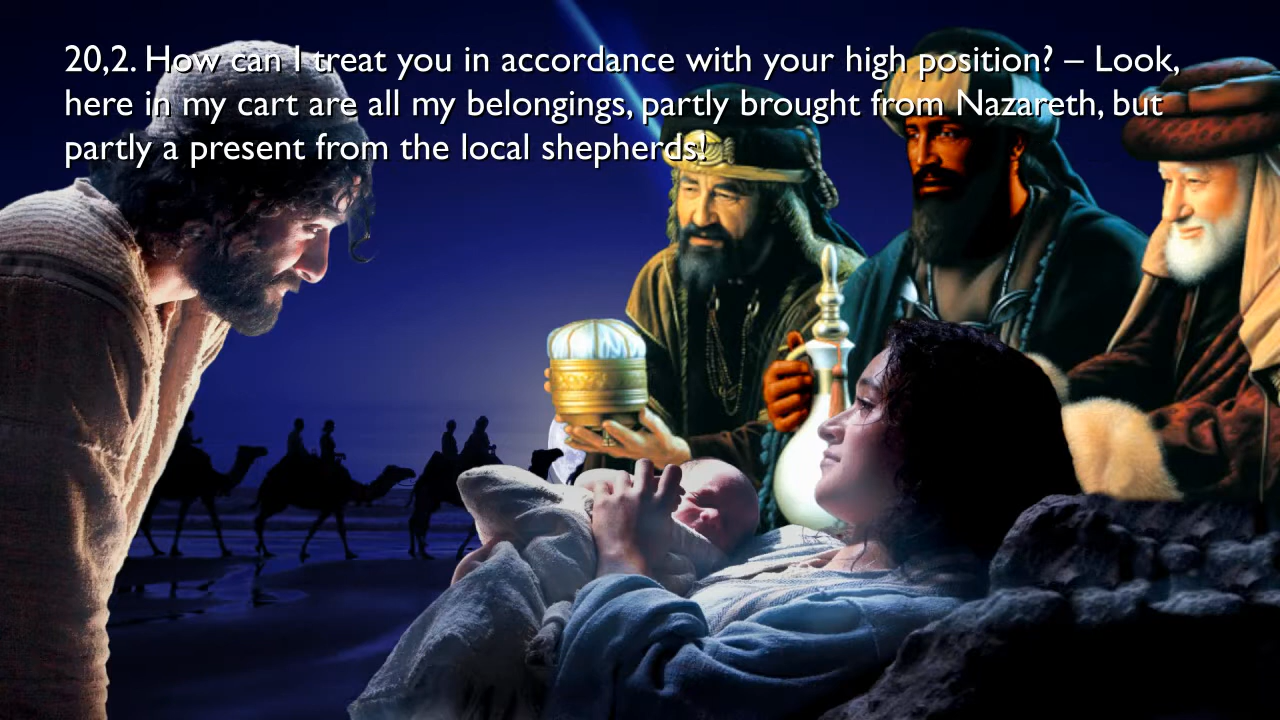 20,2. How can I treat you in accordance with your high position? – Look,
here in my cart are all my belongings, partly brought from Nazareth, but
partly a present from the local shepherds!